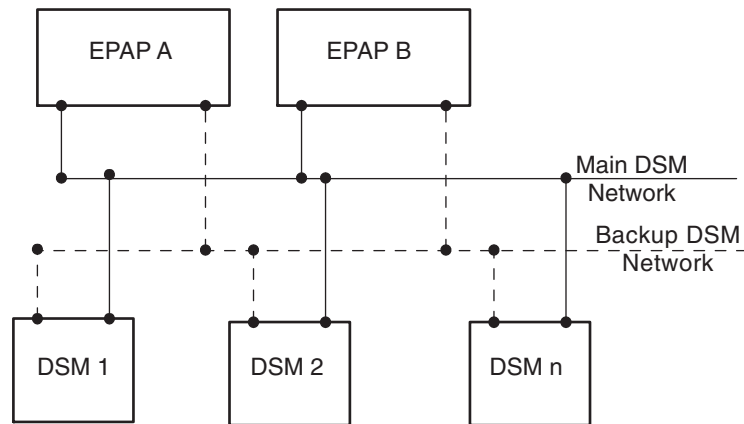 EPAP A
EPAP B
Main DSM
Network
Backup DSM
Network
DSM 1
DSM 2
DSM n